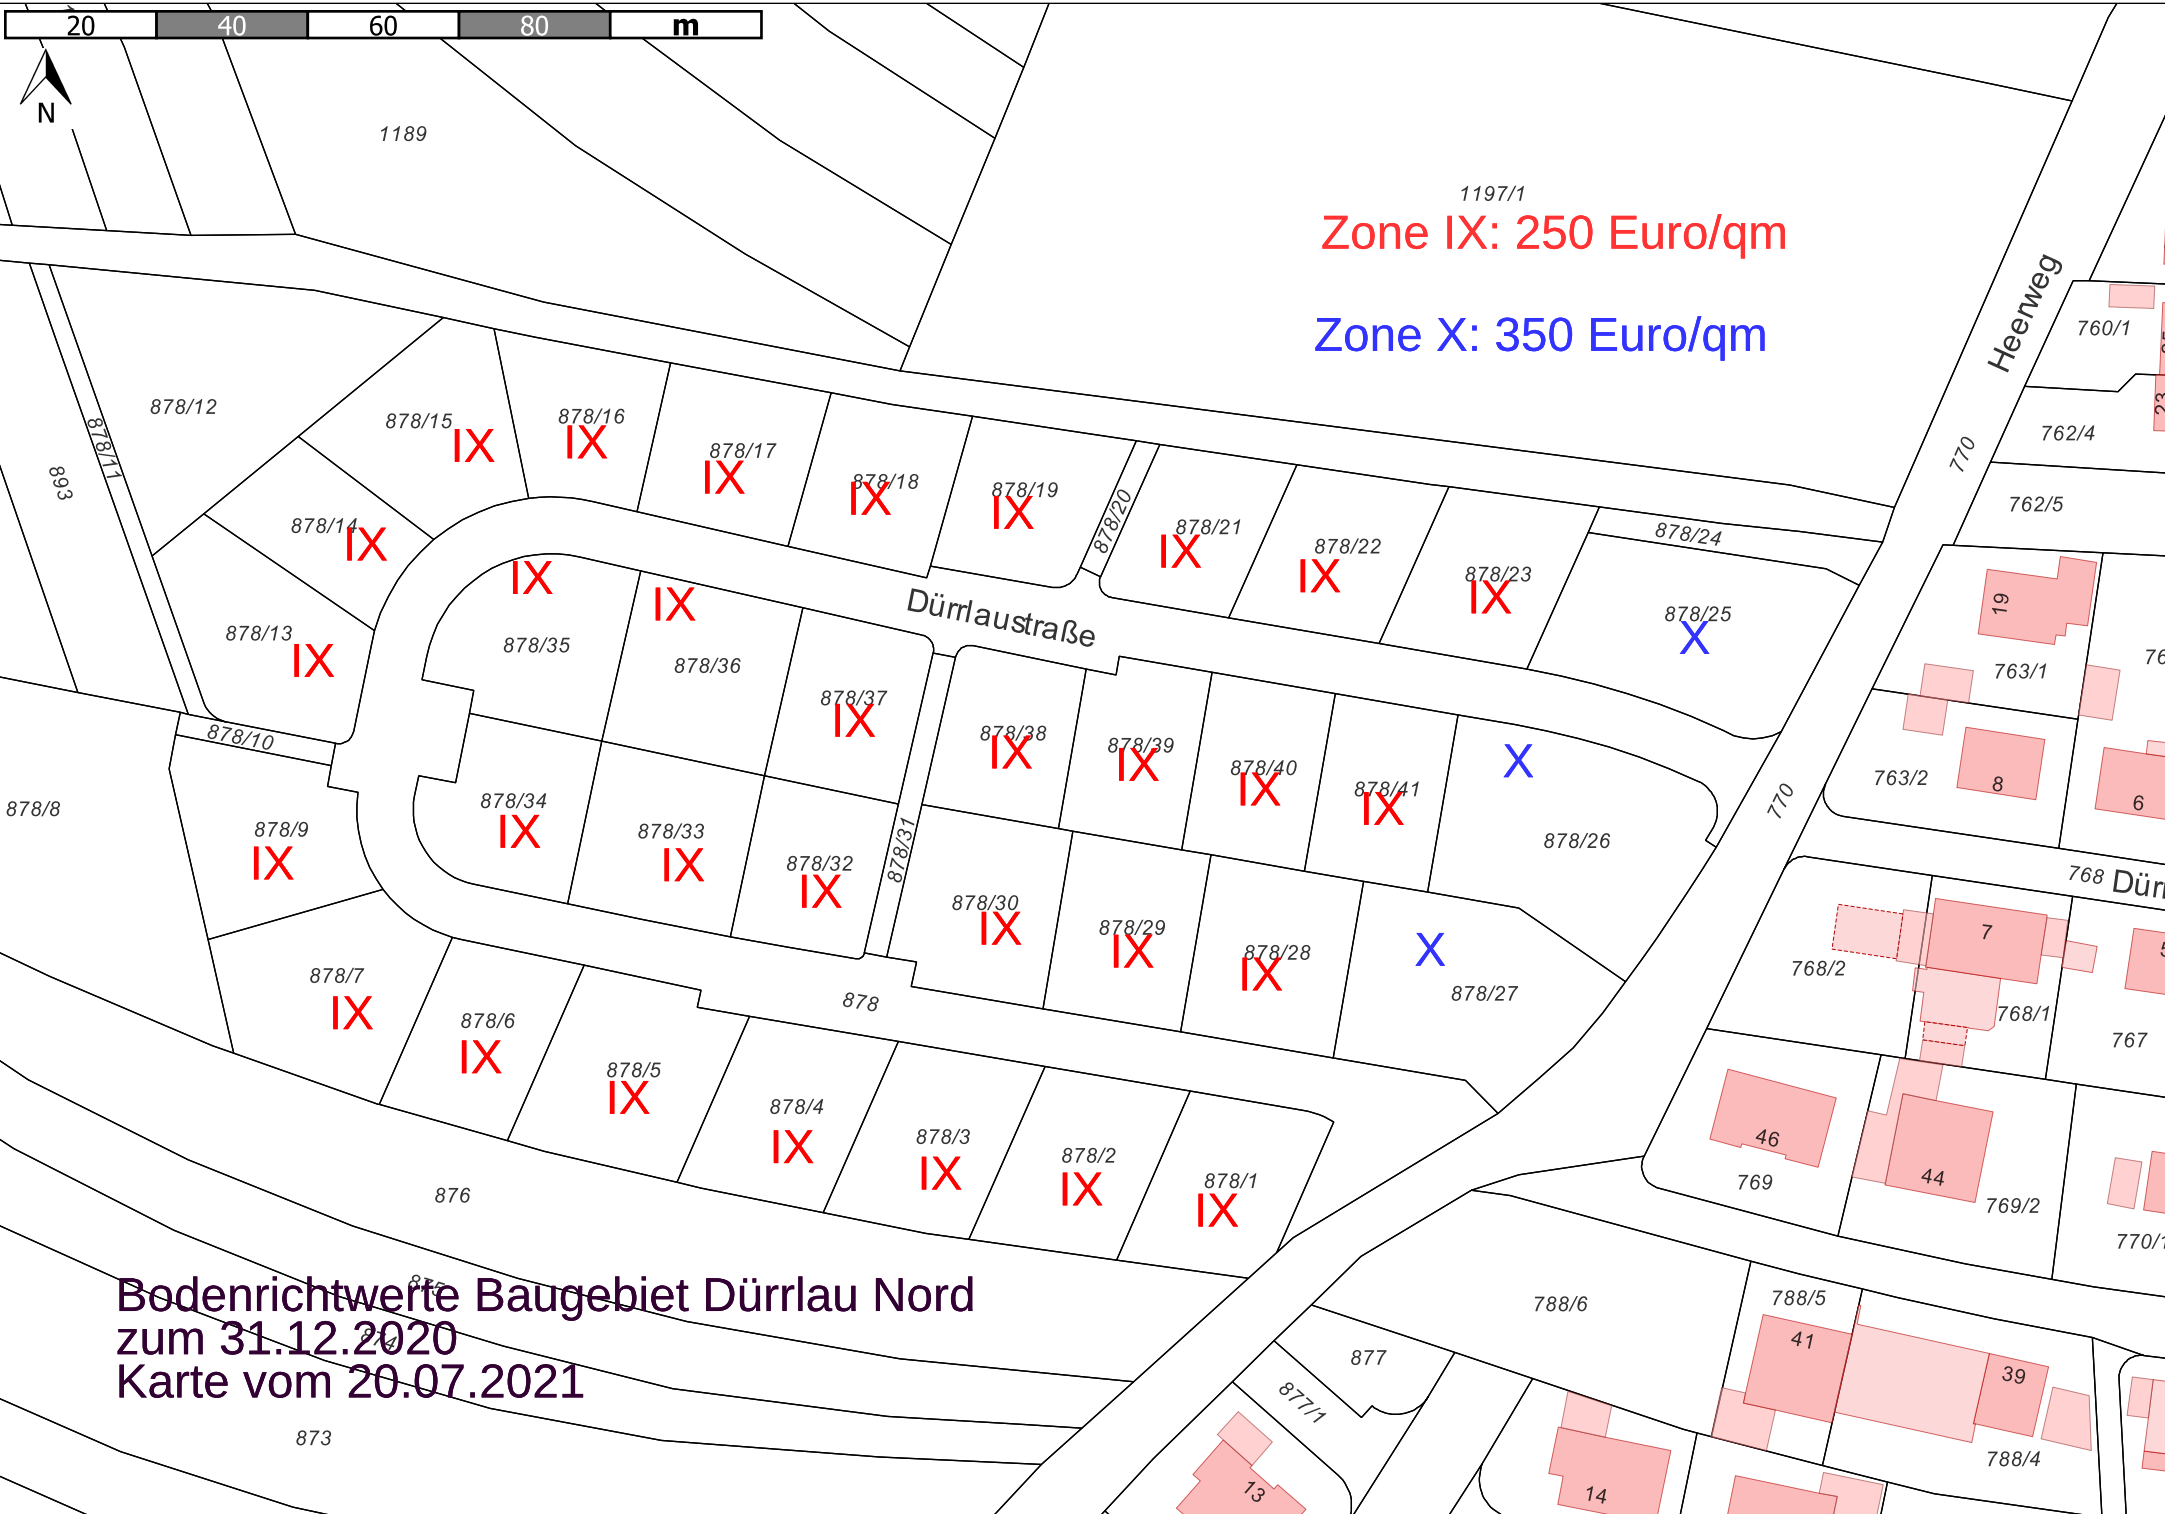 20 40 60 80 m
N
1189
1197/1
Zone IX: 250 Euro/qm
Heerweg
Zone X: 350 Euro/qm
760/1
878/12
878/15 IX
878/16 IX
762/4
23
878/11
893
878/17 IX
770
878/18 IX
878/19 IX
762/5
878/14 IX
878/20
878/21 IX
878/22 IX
878/24
878/23 IX
IX
IX
Dürrlaustraße
878/25 X
19
878/13 IX
878/35
878/36
763/1
878/37 IX
878/10
878/38 IX
878/39 IX
X
878/40 IX
878/41 IX
763/2
8
770
6
878/8
878/34 IX
878/9 IX
878/33 IX
878/32 IX
878/31
878/26
768
878/30 IX
878/29 IX
878/28 IX
X
7
768/2
878/7 IX
878
878/27
768/1
878/6 IX
767
878/5 IX
878/4 IX
878/3 IX
46
878/2 IX
878/1 IX
769
44
876
769/2
875
Bodenrichtwerte Baugebiet Dürrlau Nord
788/6
788/5
874
zum 31.12.2020
41
877
39
Karte vom 20.07.2021
877/1
873
788/4
13
14